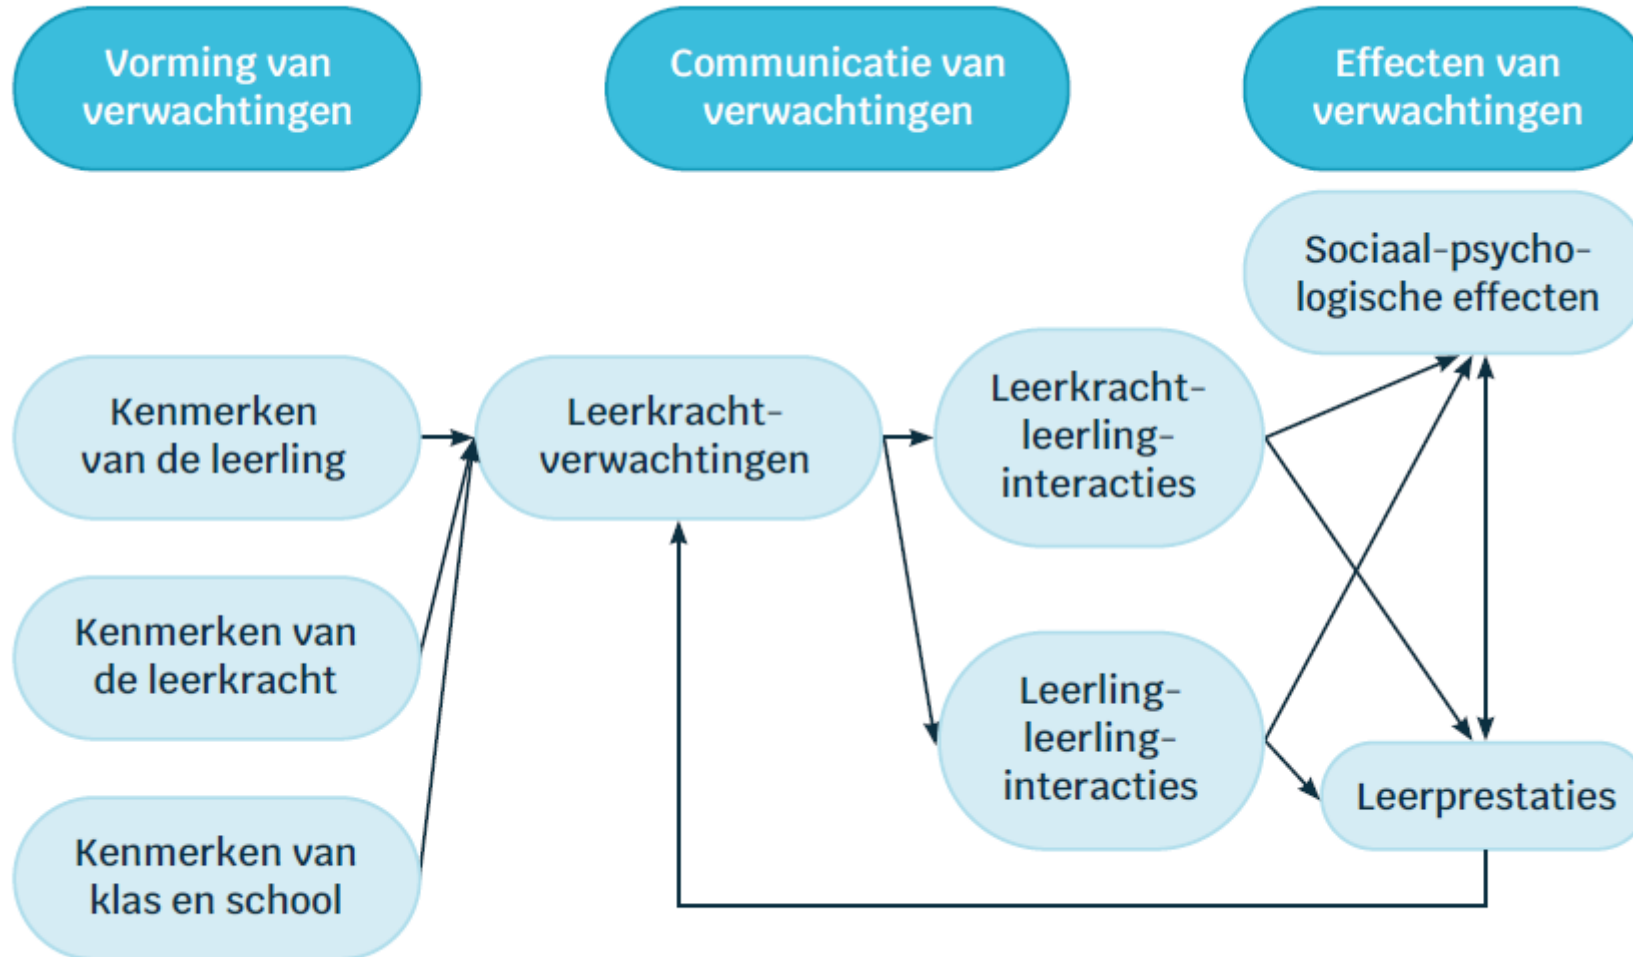 Vorming van
verwachtingen
Communicatie van
verwachtingen
Effecten van
verwachtingen
Sociaal-psycho-
logische effecten
Kenmerken
van de leerling
Leerkracht-
verwachtingen
Leerkracht-
leerling-
interacties
Kenmerken van
de leerkracht
Leerling-
leerling-
interacties
Leerprestaties
Kenmerken van
klas en school